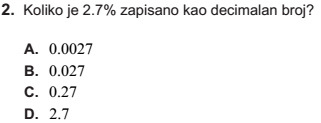 2. Koliko je 2.7% zapisano kao decimalan broj?
A. 0.0027
B. 0.027
C. 0.27
D. 2.7